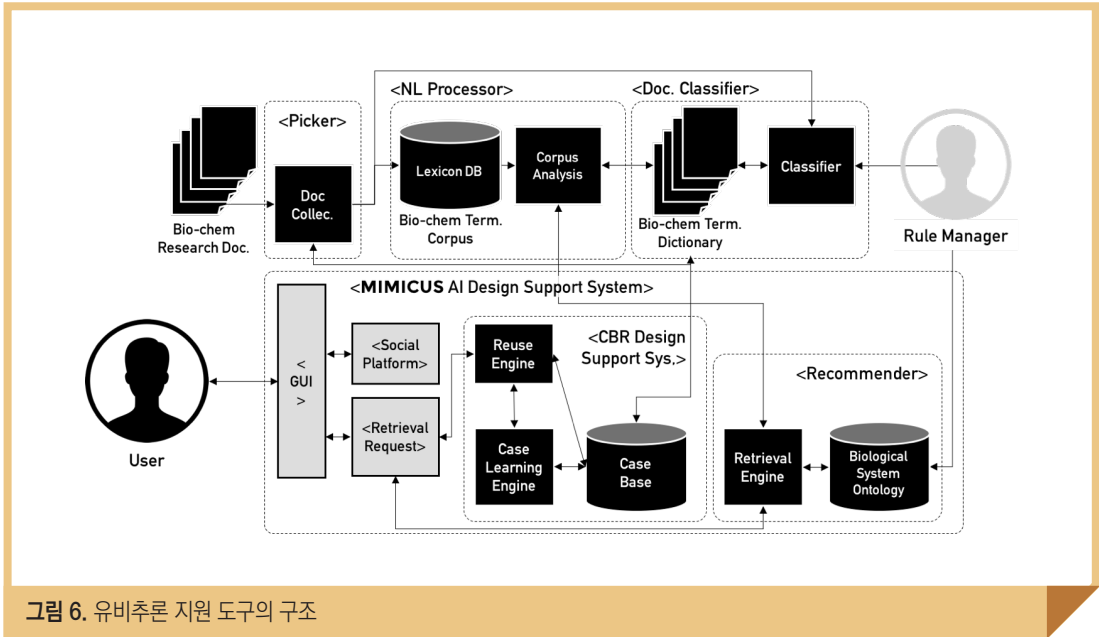 <NL Processor>
<Doc. Classifier>
<Picker>
Lexicon DB
Corpus
Analysis
Classifier
Doc
Collec.
Bio-chem
Research Doc.
Bio-chem Term.
Corpus
Bio-chem Term.
Dictionary
Rule Manager
<MIMICUS AI Design Support System>
<
GUI
>
<Social
Platform>
Reuse
Engine
<CBR Design
Support Sys,>
<Recommender>
<Retrieval
Request>
Case
Learning
Engine
Case
Base
Retrieval
Engine
Biological
System
Ontology
User
그림 6. 유비추론 지원 도구의 구조